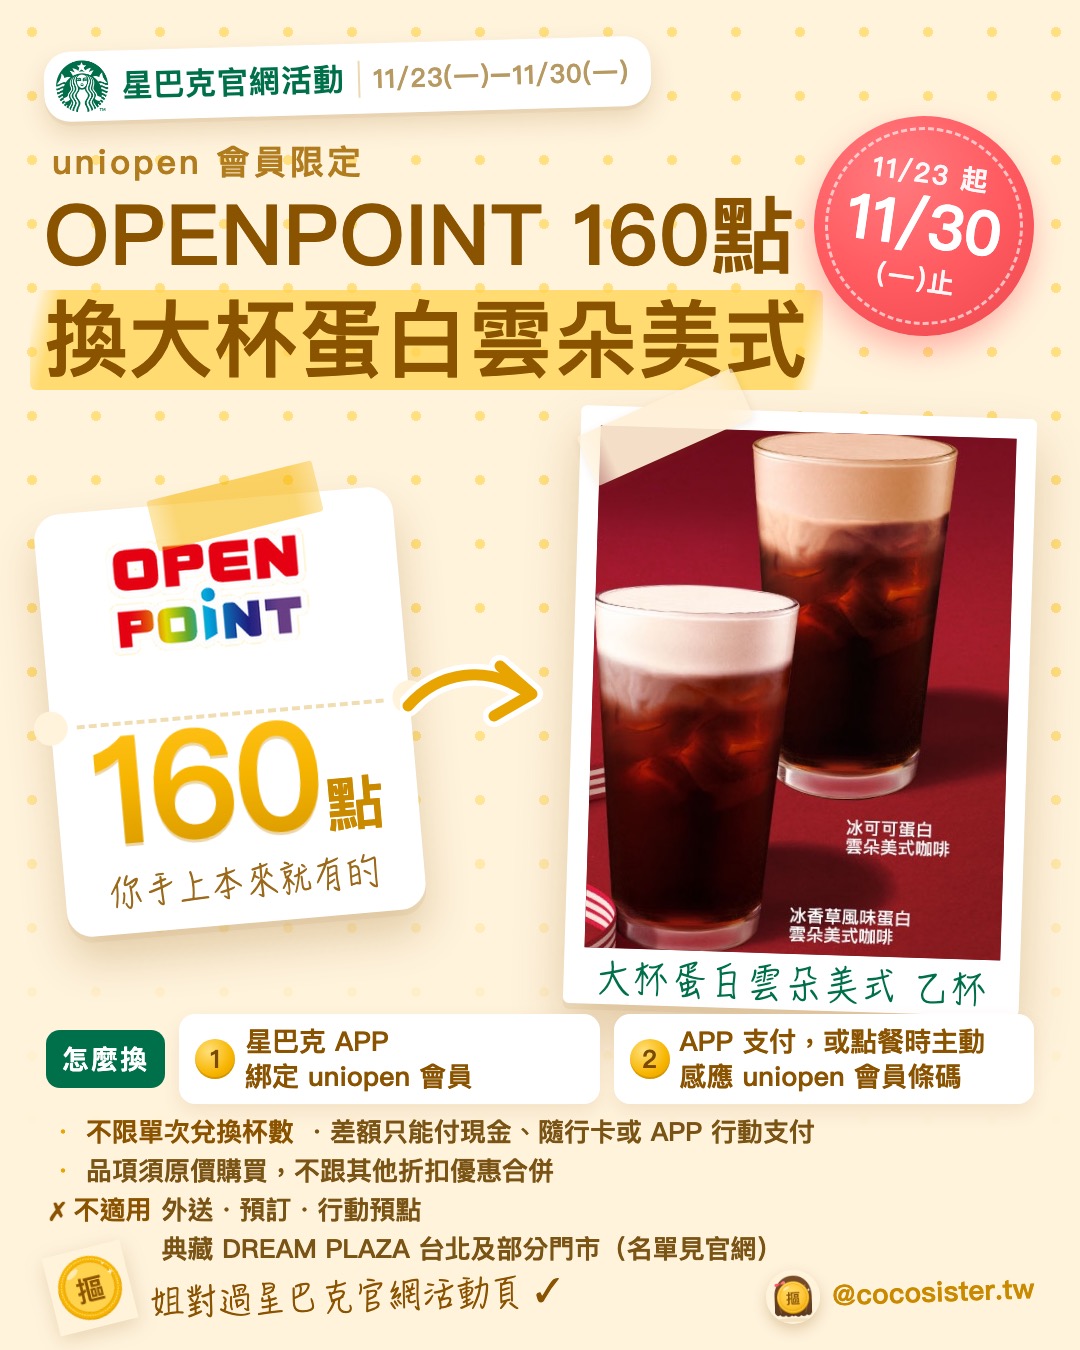 星巴克官網活動 11/23(一)–11/30(一)
uniopen 會員限定
OPENPOINT 160點
換大杯蛋白雲朵美式
11/23 起
11/30
(一)止
OPEN
POiNT
160點
你手上本來就有的
冰可可蛋白
雲朵美式咖啡
冰香草風味蛋白
雲朵美式咖啡
大杯蛋白雲朵美式 乙杯
怎麼換
1 星巴克 APP
綁定 uniopen 會員
2 APP 支付，或點餐時主動
感應 uniopen 會員條碼
· 不限單次兌換杯數 · 差額只能付現金、隨行卡或 APP 行動支付
· 品項須原價購買，不跟其他折扣優惠合併
✗ 不適用 外送 · 預訂 · 行動預點
典藏 DREAM PLAZA 台北及部分門市（名單見官網）
摳 姐對過星巴克官網活動頁 ✓
摳 @cocosister.tw